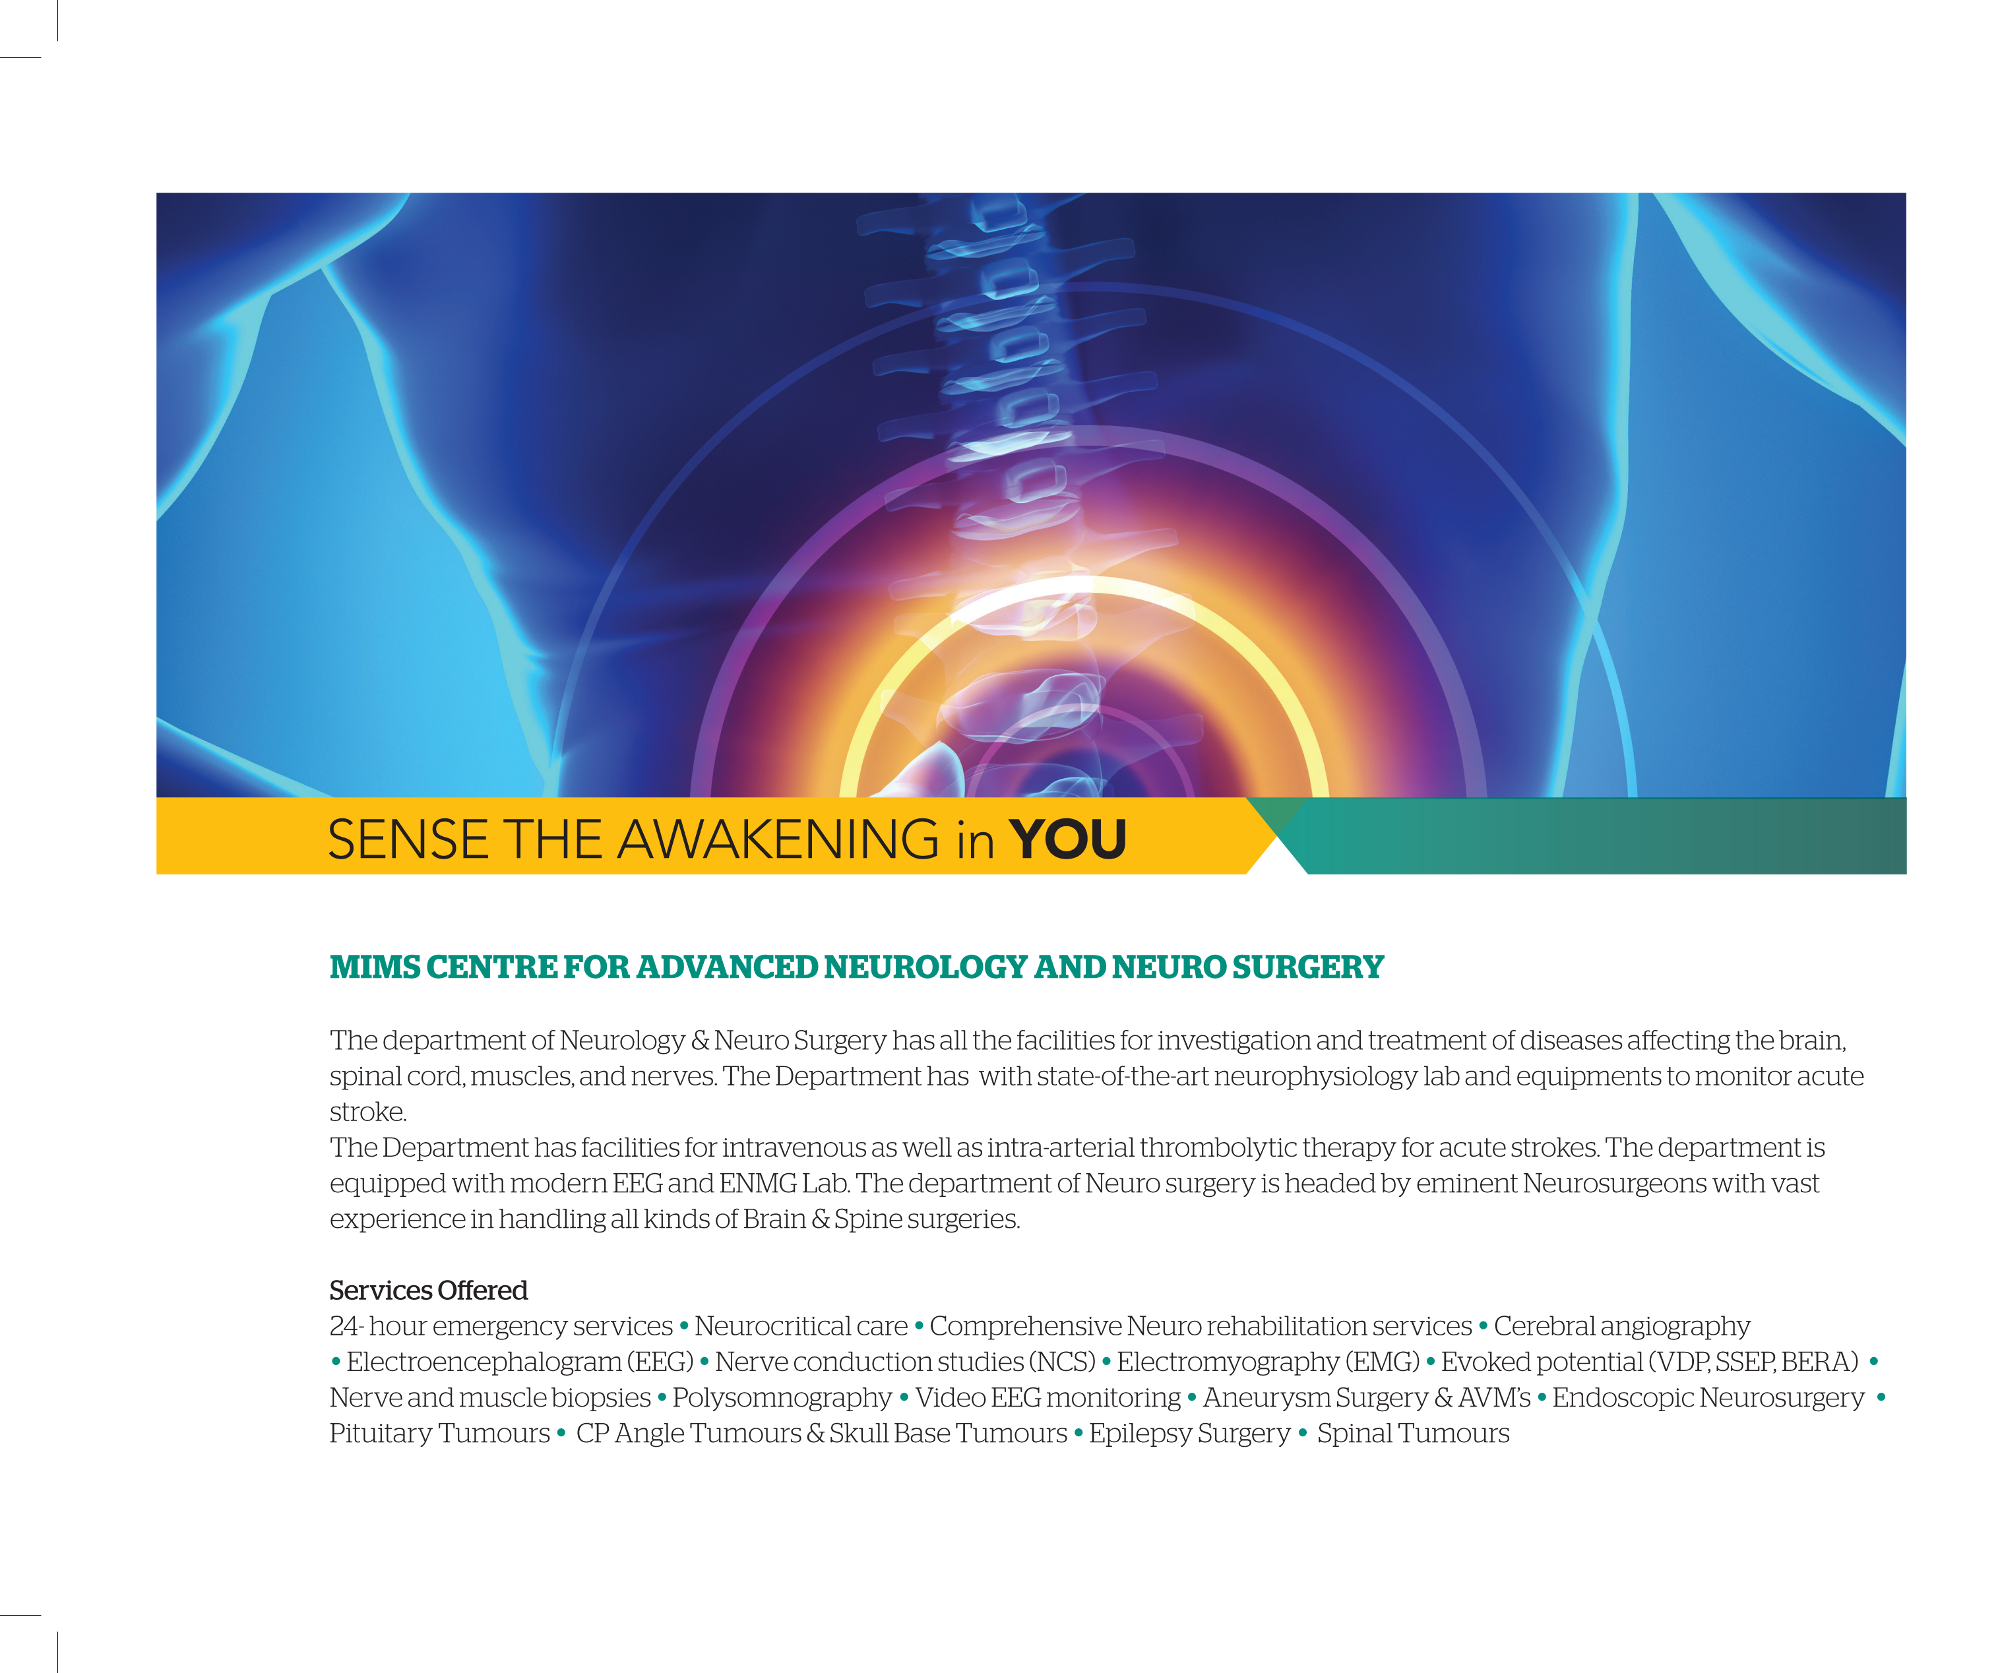 SENSE THE AWAKENING in YOU
MIMS CENTRE FOR ADVANCED NEUROLOGY AND NEURO SURGERY
The department of Neurology & Neuro Surgery has all the facilities for investigation and treatment of diseases affecting the brain,
spinal cord, muscles, and nerves. The Department has  with state-of-the-art neurophysiology lab and equipments to monitor acute
stroke.
The Department has facilities for intravenous as well as intra-arterial thrombolytic therapy for acute strokes. The department is
equipped with modern EEG and ENMG Lab. The department of Neuro surgery is headed by eminent Neurosurgeons with vast
experience in handling all kinds of Brain & Spine surgeries.
Services Offered
24- hour emergency services • Neurocritical care • Comprehensive Neuro rehabilitation services • Cerebral angiography
• Electroencephalogram (EEG) • Nerve conduction studies (NCS) • Electromyography (EMG) • Evoked potential (VDP, SSEP, BERA) •
Nerve and muscle biopsies • Polysomnography • Video EEG monitoring • Aneurysm Surgery & AVM's • Endoscopic Neurosurgery •
Pituitary Tumours • CP Angle Tumours & Skull Base Tumours • Epilepsy Surgery • Spinal Tumours